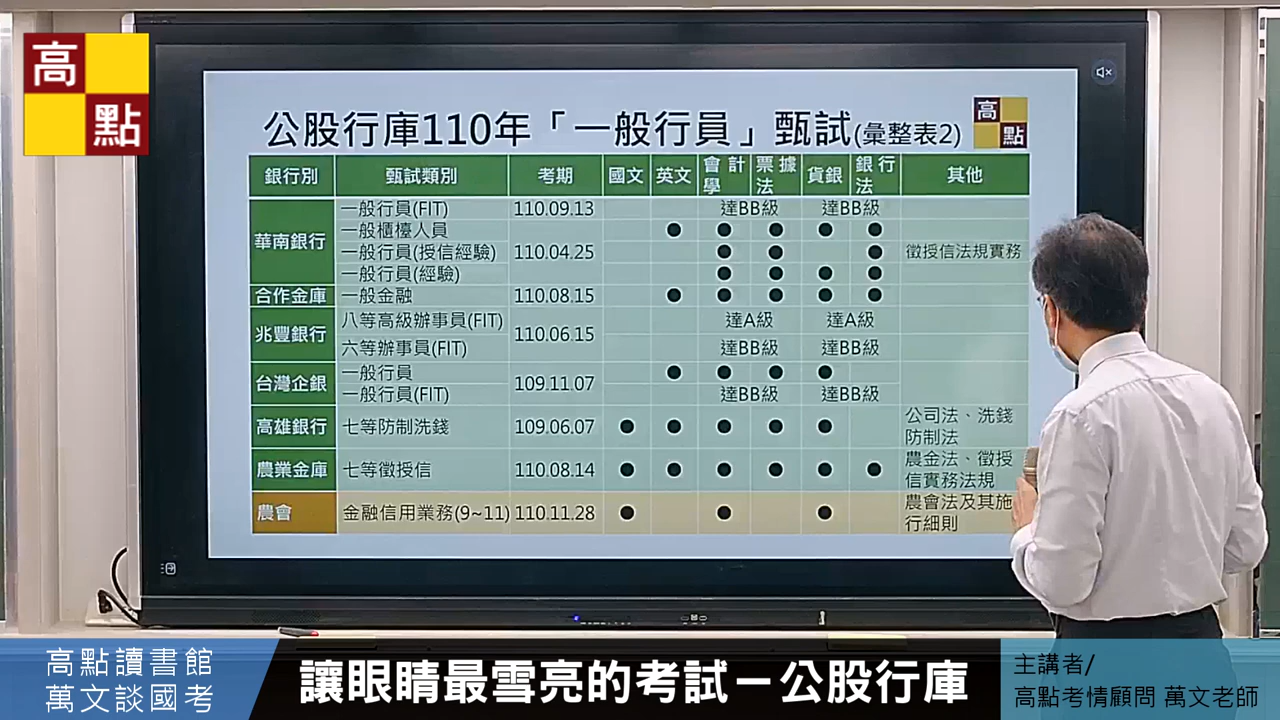 高
點
公股行庫110年「一般行員」甄試(彙整表2)
高
點
銀行別 甄試類別 考期 國文 英文 會計學 票據法 貨銀 銀行法 其他
華南銀行 一般行員(FIT) 110.09.13 達BB級 達BB級
一般櫃檯人員 110.04.25 ● ● ● ● ●
一般行員(授信經驗) ● ● ● 徵授信法規實務
一般行員(經驗) ● ● ● ●
合作金庫 一般金融 110.08.15 ● ● ● ● ●
兆豐銀行 八等高級辦事員(FIT) 110.06.15 達A級 達A級
六等辦事員(FIT) 達BB級 達BB級
台灣企銀 一般行員 109.11.07 ● ● ● ●
一般行員(FIT) 達BB級 達BB級
高雄銀行 七等防制洗錢 109.06.07 ● ● ● ● ● 公司法、洗錢
防制法
農業金庫 七等徵授信 110.08.14 ● ● ● ● ● ● 農金法、徵授
信實務法規
農會 金融信用業務(9~11) 110.11.28 ● ● ● 農會法及其施
行細則
高點讀書館
萬文談國考
讓眼睛最雪亮的考試－公股行庫
主講者/
高點考情顧問 萬文老師